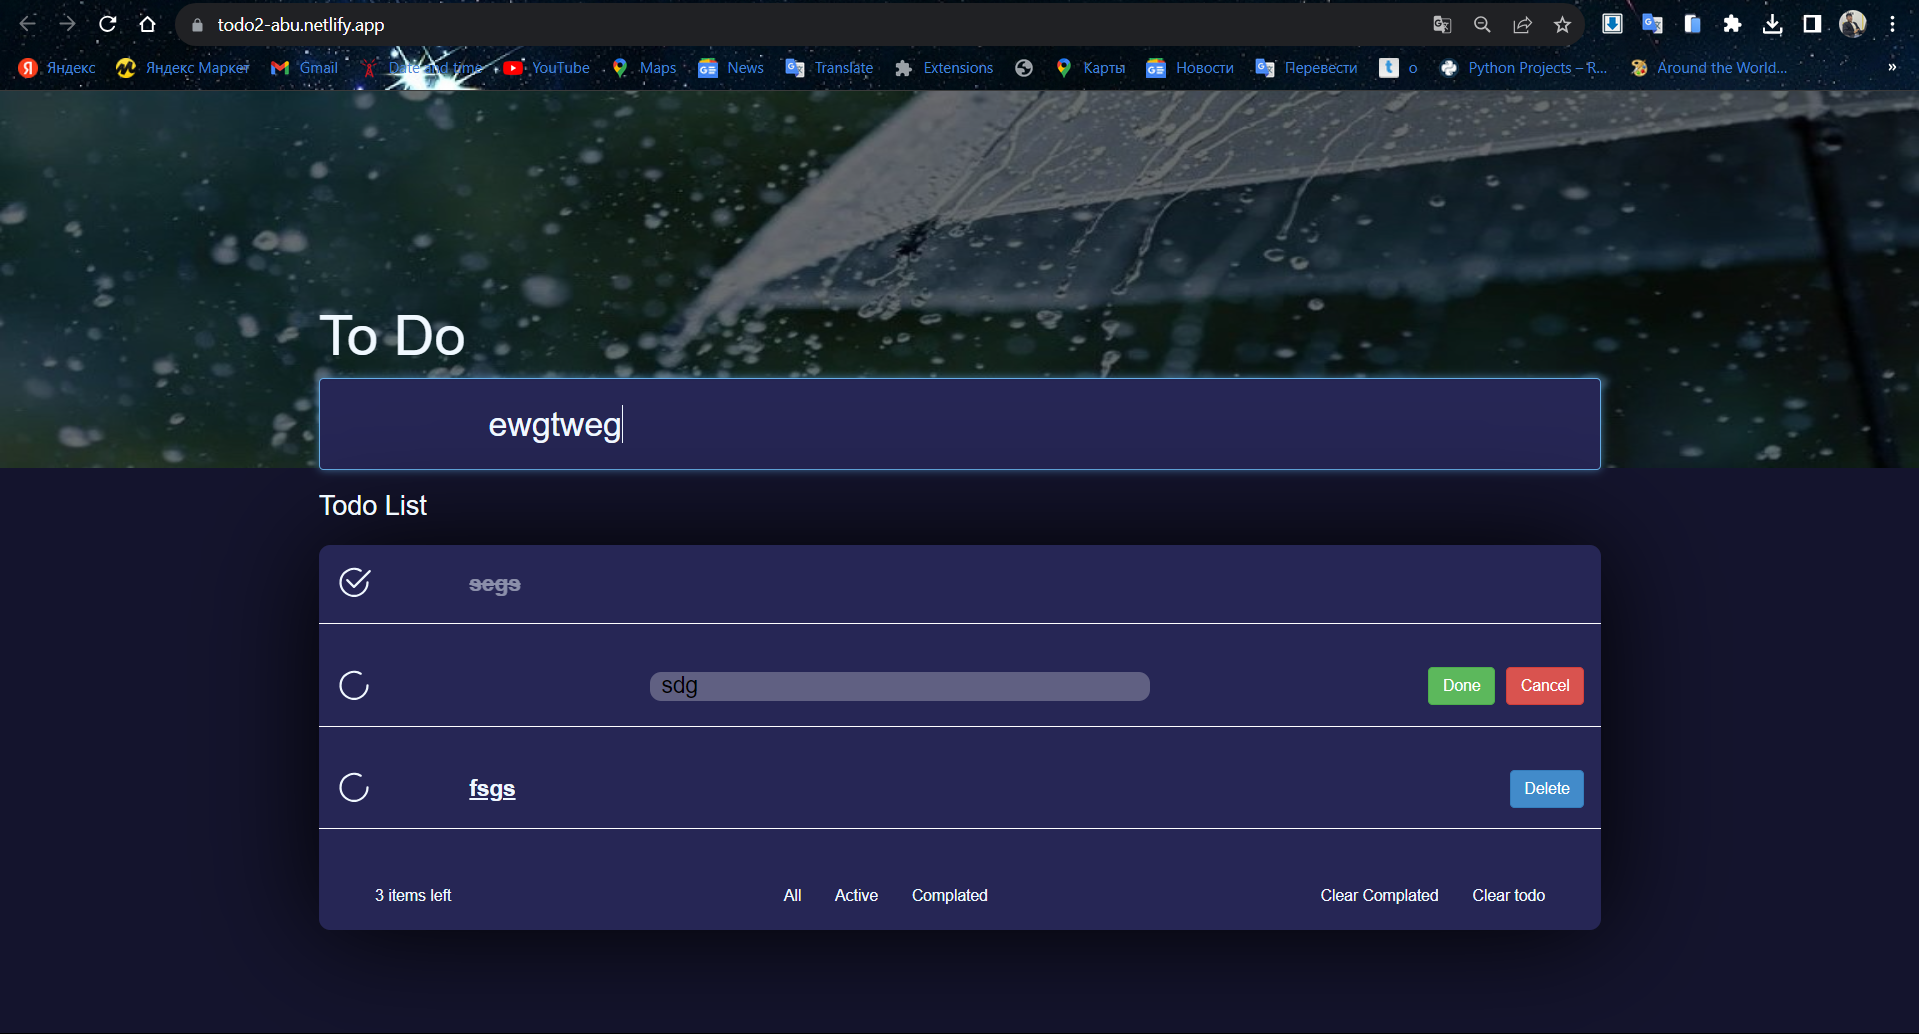 todo2-abu.netlify.app
Яндекс Яндекс Маркет Gmail Date and time YouTube Maps News Translate Extensions Карты Новости Перевести o Python Projects – R... Around the World... »
To Do
ewgtweg
Todo List
segs
sdg Done Cancel
fsgs Delete
3 items left All Active Complated Clear Complated Clear todo